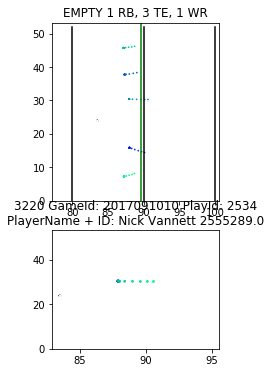 EMPTY 1 RB, 3 TE, 1 WR
50
40
30
20
10
0
80 85 90 95 100
3220 GameId: 2017091010 PlayId: 2534
PlayerName + ID: Nick Vannett 2555289.0
40
20
0
85 90 95